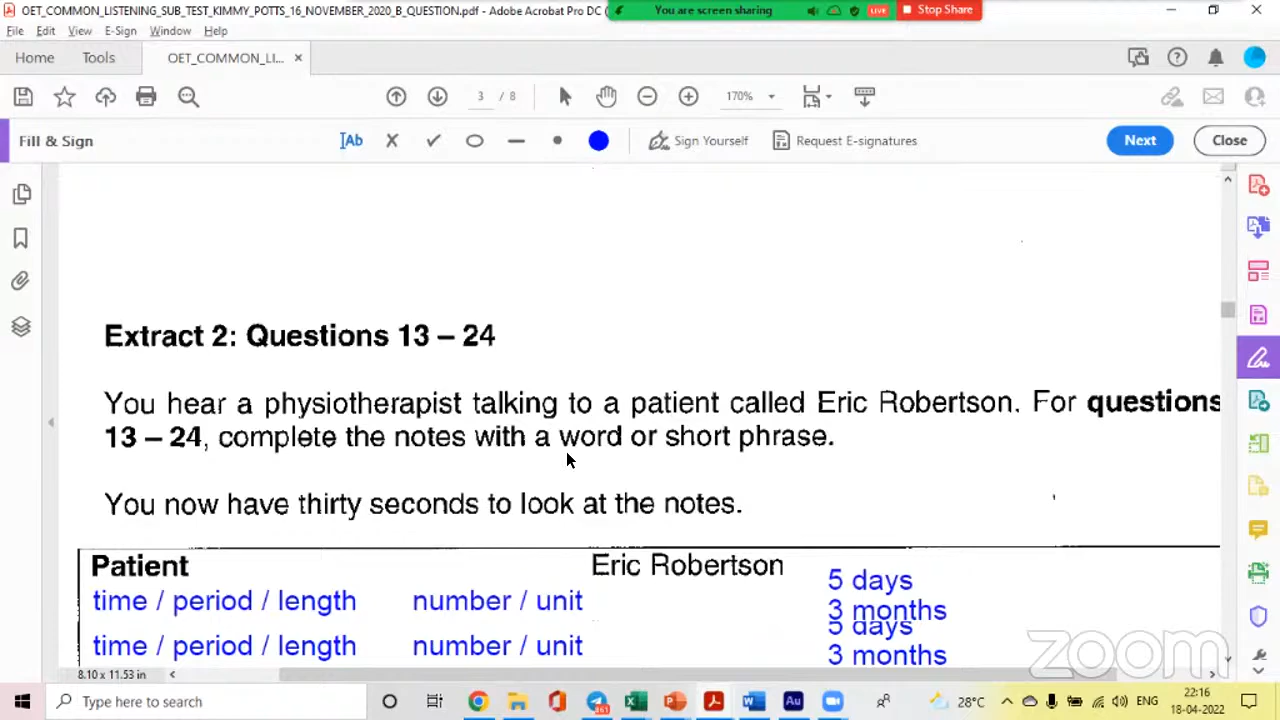 OET_COMMON_LISTENING_SUB_TEST_KIMMY_POTTS_16_NOVEMBER_2020_B_QUESTION.pdf - Adobe Acrobat Pro DC (
You are screen sharing
LIVE
Stop Share
File Edit View E-Sign Window Help
Home Tools OET_COMMON_LI... ×
3 / 8 170%
Fill & Sign Ab Sign Yourself Request E-signatures Next Close
Extract 2: Questions 13 – 24
You hear a physiotherapist talking to a patient called Eric Robertson. For questions
13 – 24, complete the notes with a word or short phrase.
You now have thirty seconds to look at the notes.
Patient Eric Robertson
5 days
time / period / length number / unit
3 months
5 days
time / period / length number / unit
3 months
zoom
8.10 x 11.53 in
Type here to search
28°C ENG 22:16
18-04-2022